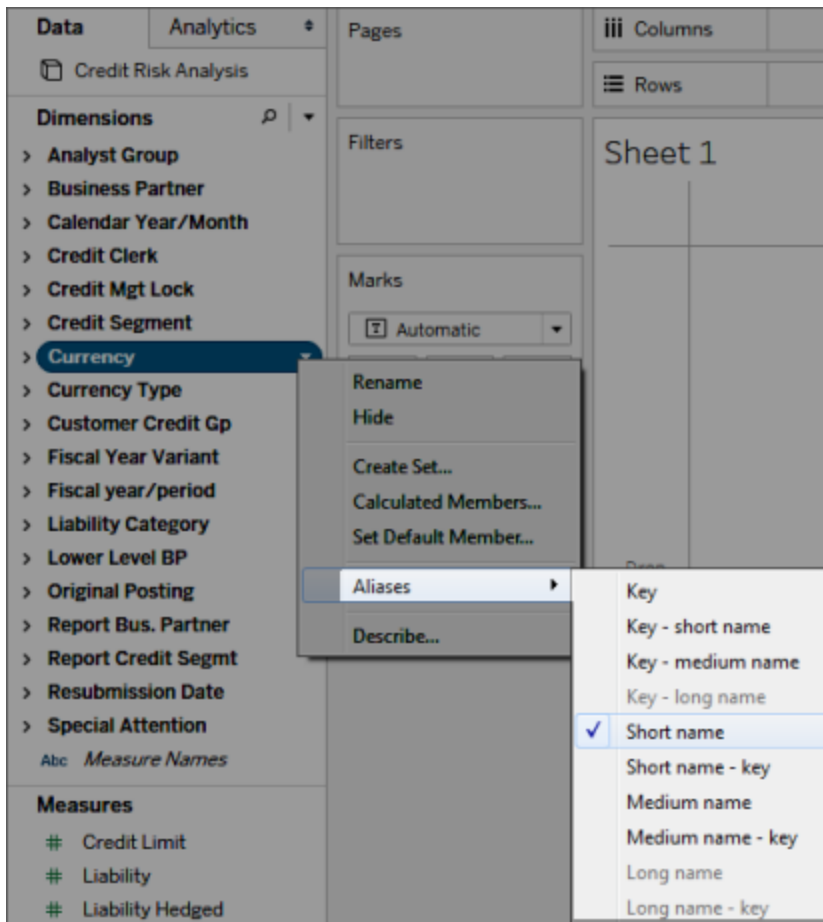 Data
Analytics
Credit Risk Analysis
Dimensions
Analyst Group
Business Partner
Calendar Year/Month
Credit Clerk
Credit Mgt Lock
Credit Segment
Currency
Currency Type
Customer Credit Gp
Fiscal Year Variant
Fiscal year/period
Liability Category
Lower Level BP
Original Posting
Report Bus. Partner
Report Credit Segmt
Resubmission Date
Special Attention
Abc Measure Names
Measures
# Credit Limit
# Liability
# Liability Hedged
Pages
Filters
Marks
T Automatic
Columns
Rows
Sheet 1
Rename
Hide
Create Set...
Calculated Members...
Set Default Member...
Aliases
Describe...
Key
Key - short name
Key - medium name
Key - long name
Short name
Short name - key
Medium name
Medium name - key
Long name
Long name - key